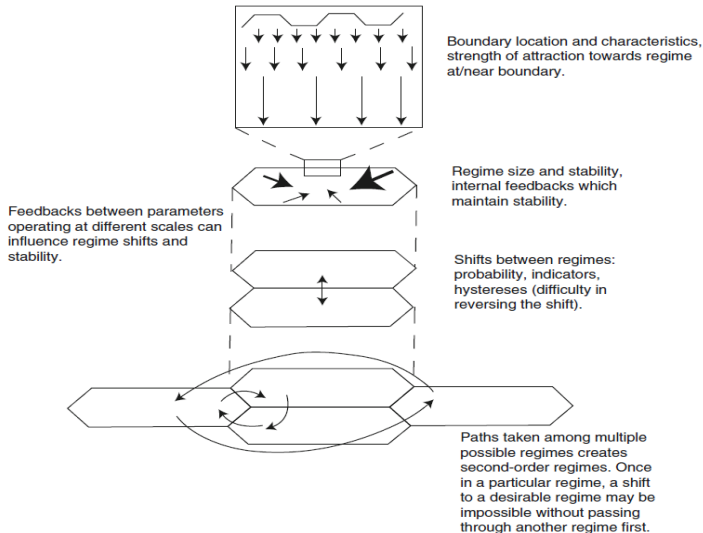 Boundary location and characteristics,
strength of attraction towards regime
at/near boundary.
Regime size and stability,
internal feedbacks which
maintain stability.
Feedbacks between parameters
operating at different scales can
influence regime shifts and
stability.
Shifts between regimes:
probability, indicators,
hystereses (difficulty in
reversing the shift).
Paths taken among multiple
possible regimes creates
second-order regimes. Once
in a particular regime, a shift
to a desirable regime may be
impossible without passing
through another regime first.